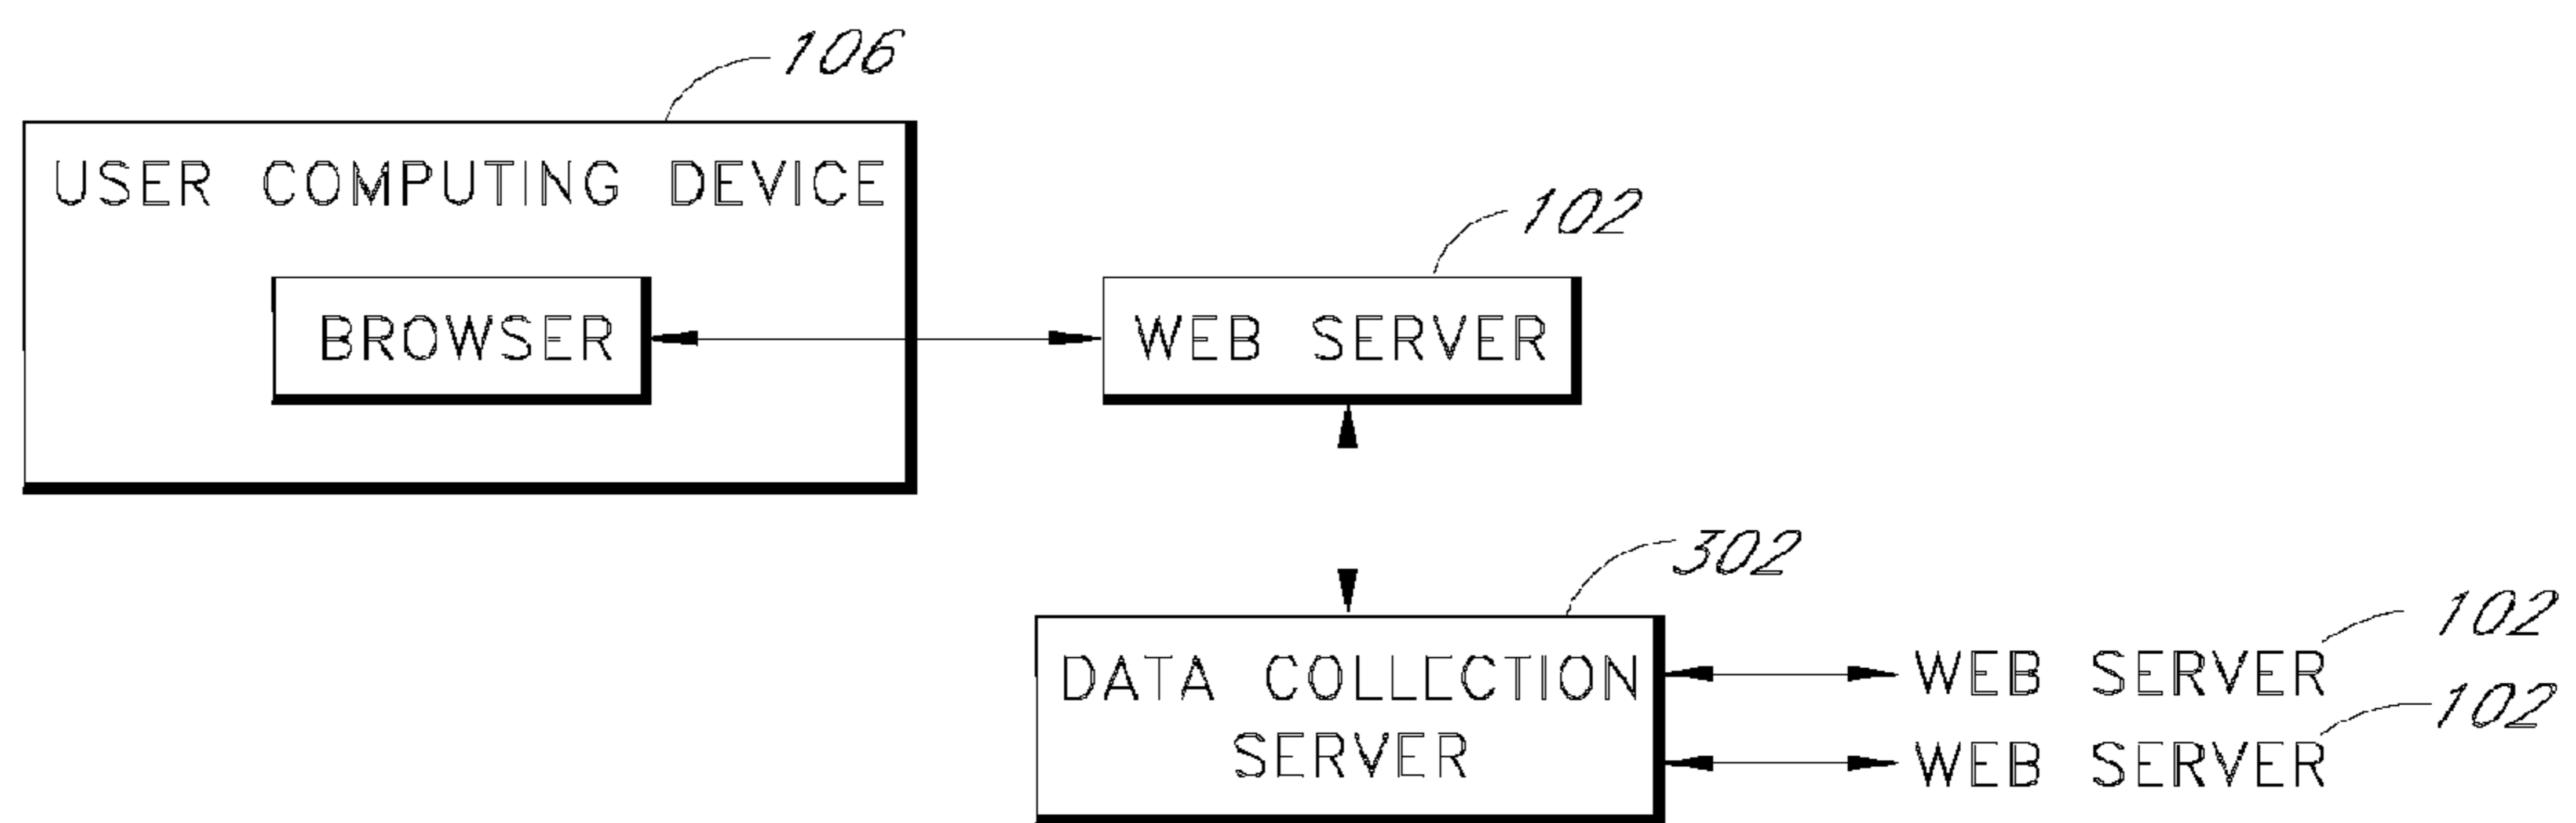 106
USER COMPUTING DEVICE
102
BROWSER
WEB SERVER
302
102
DATA COLLECTION
SERVER
WEB SERVER
102
WEB SERVER